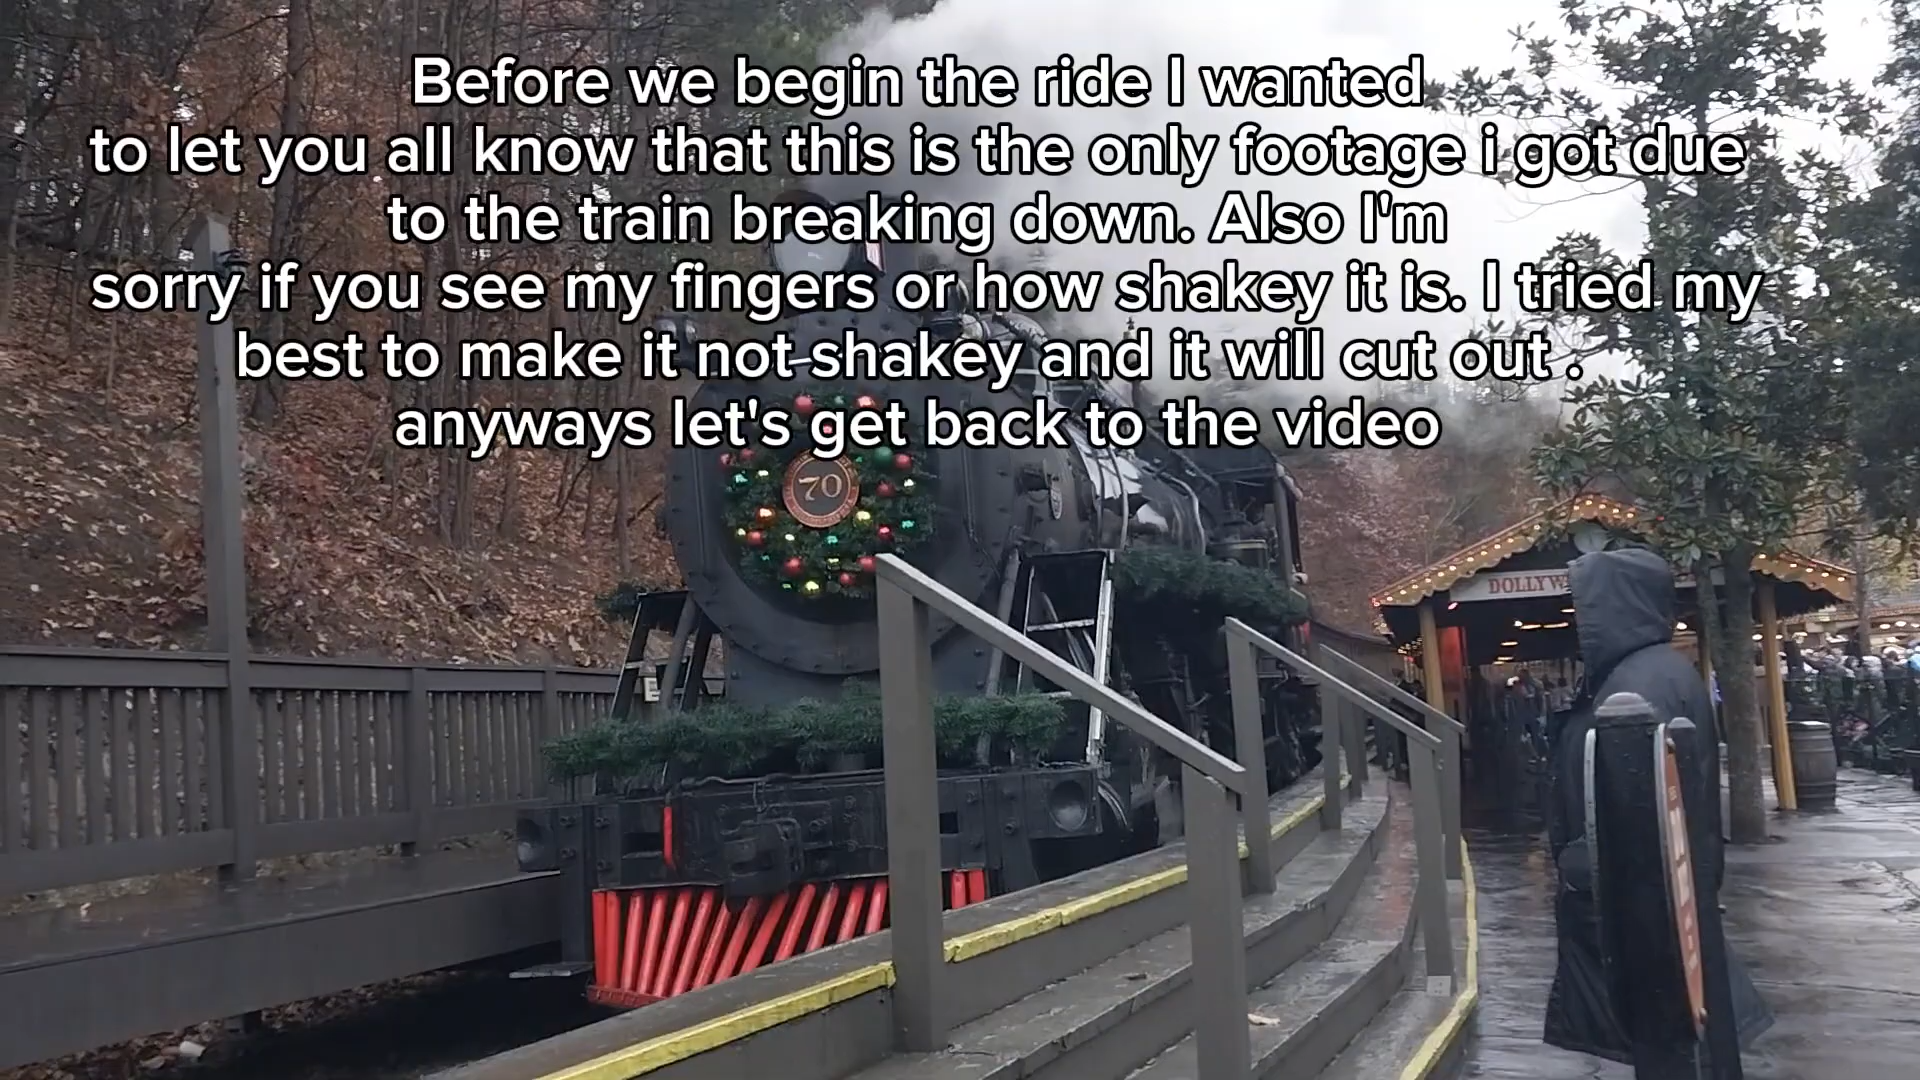 Before we begin the ride I wanted
to let you all know that this is the only footage i got due
to the train breaking down. Also I'm
sorry if you see my fingers or how shakey it is. I tried my
best to make it not shakey and it will cut out .
anyways let's get back to the video
70
DOLLYW